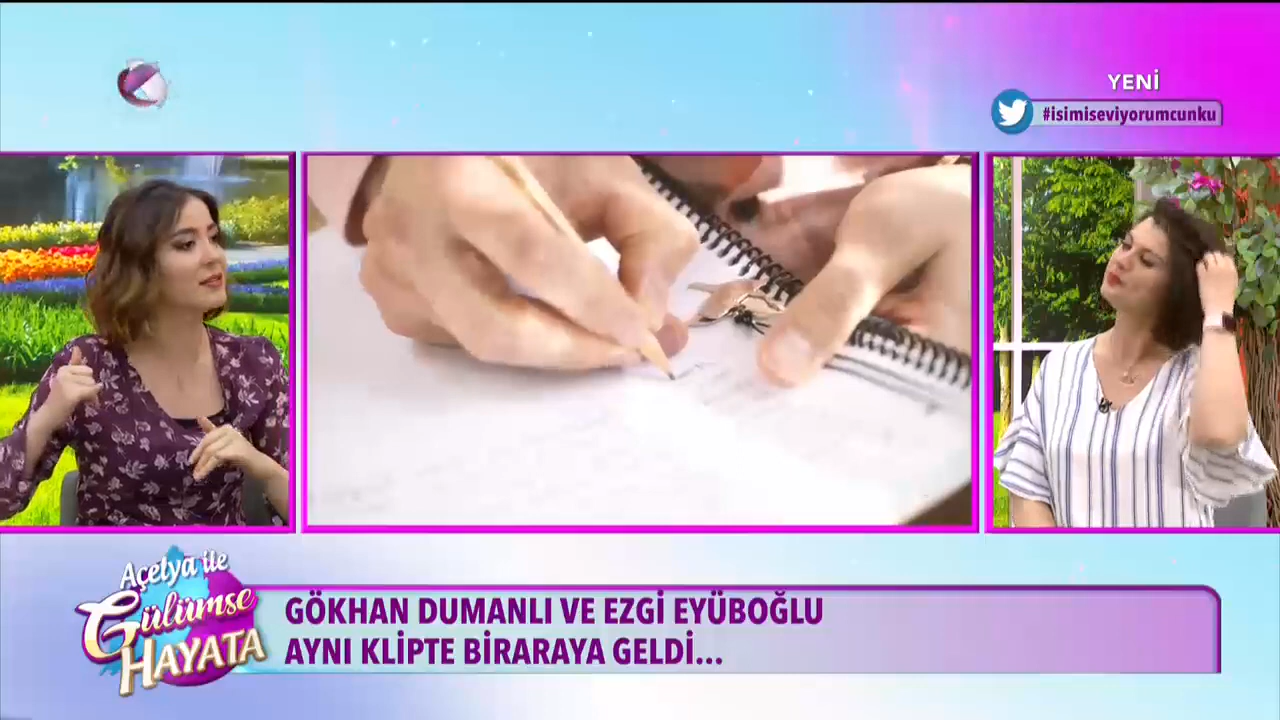 YENİ
#isimiseviyorumcunku
Açelya ile
Gülümse
HAYATA
GÖKHAN DUMANLI VE EZGİ EYÜBOĞLU
AYNI KLİPTE BİRARAYA GELDİ...